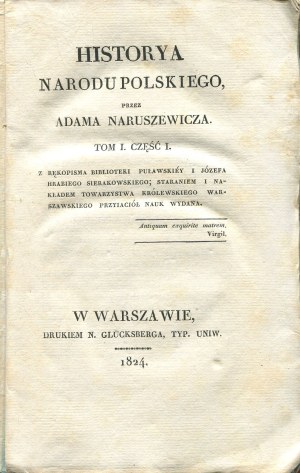 HISTORYA
NARODU POLSKIEGO,
PRZEZ
ADAMA NARUSZEWICZA.
TOM I. CZĘŚĆ I.
Z RĘKOPISMA BIBLIOTEKI PUŁAWSKIÉY I JÓZEFA
HRABIEGO SIERAKOWSKIEGO; STARANIEM I NA-
KŁADEM TOWARZYSTWA KRÓLEWSKIEGO WAR-
SZAWSKIEGO PRZYIACIÓŁ NAUK WYDANA.
Antiquam exquirite matrem,
Virgil.
W WARSZAWIE,
DRUKIEM N. GLÜCKSBERGA, TYP. UNIW.
1824.